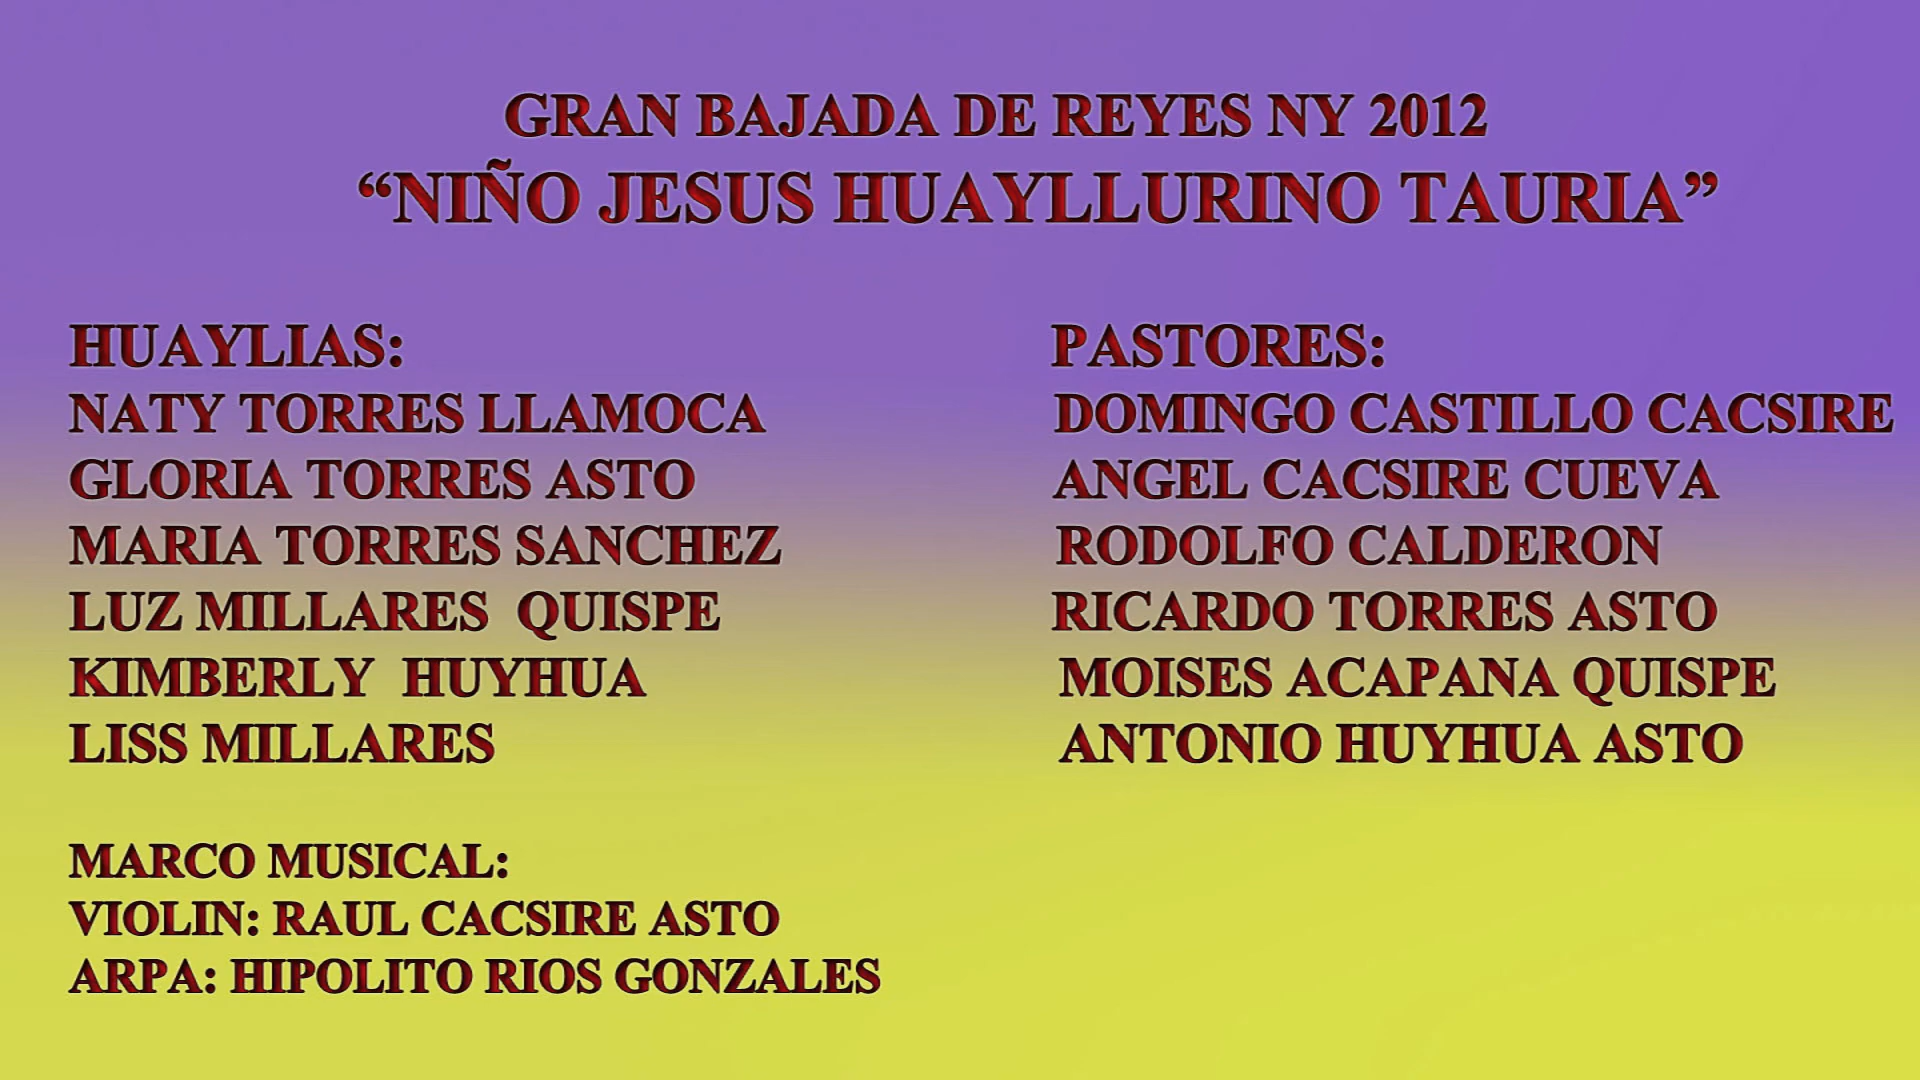 GRAN BAJADA DE REYES NY 2012
“NIÑO JESUS HUAYLLURINO TAURIA”
HUAYLIAS:
NATY TORRES LLAMOCA
GLORIA TORRES ASTO
MARIA TORRES SANCHEZ
LUZ MILLARES QUISPE
KIMBERLY HUYHUA
LISS MILLARES
PASTORES:
DOMINGO CASTILLO CACSIRE
ANGEL CACSIRE CUEVA
RODOLFO CALDERON
RICARDO TORRES ASTO
MOISES ACAPANA QUISPE
ANTONIO HUYHUA ASTO
MARCO MUSICAL:
VIOLIN: RAUL CACSIRE ASTO
ARPA: HIPOLITO RIOS GONZALES